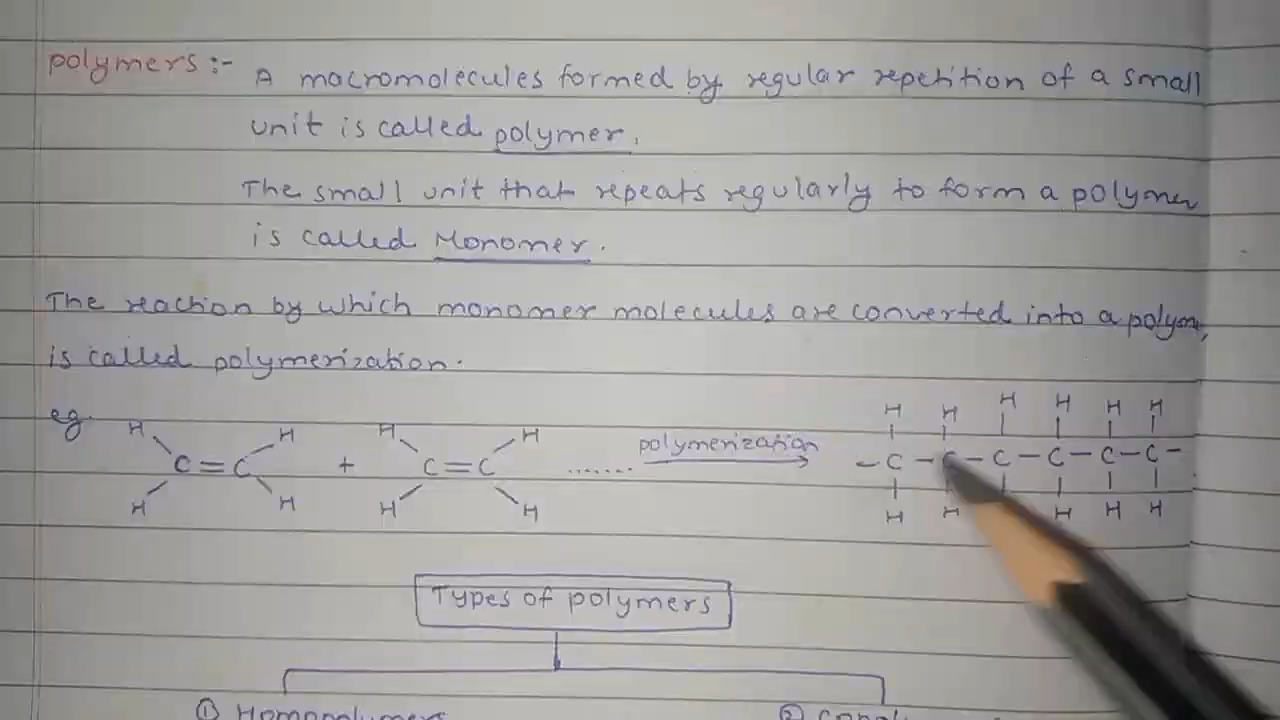 polymers :- A macromolecules formed by regular repetition of a small
unit is called polymer.
The small unit that repeats regularly to form a polymer
is called Monomer.
The reaction by which monomer molecules are converted into a
is called polymerization.
eg.
H H H H H H H H H H
C=C + C=C ....... polymerization -C-C-C-C-C-C-
H H H H H H H H H
Types of polymers
① Homopolymers ②